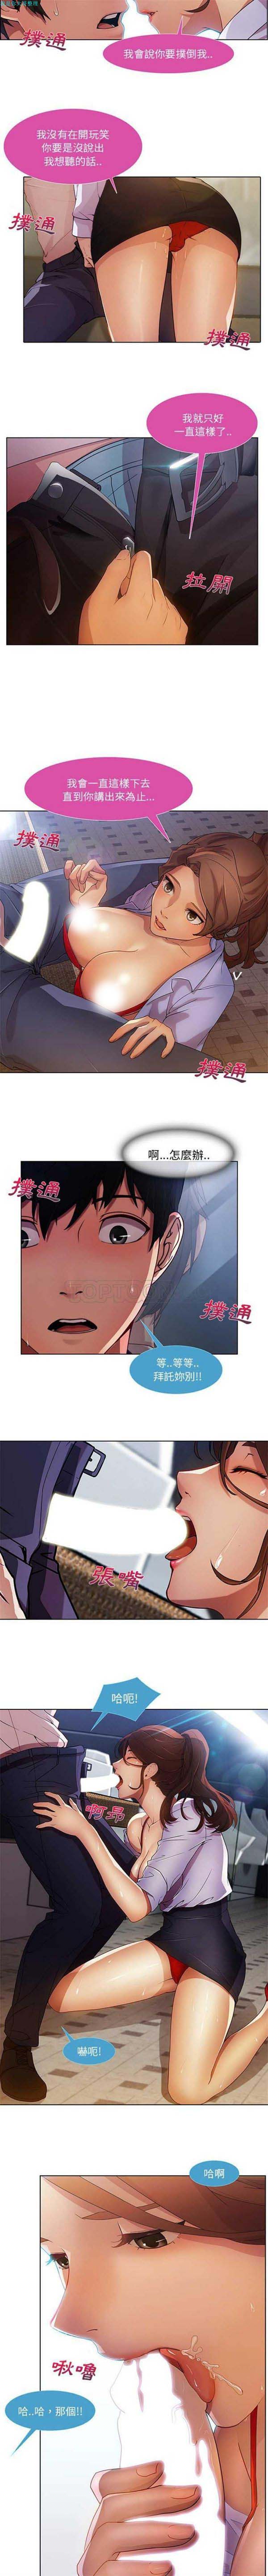 撲通
我會說你要撲倒我..
我沒有在開玩笑
你要是沒說出
我想聽的話..
撲通
撲通
我就只好
一直這樣了..
拉開
我會一直這樣下去
直到你講出來為止...
撲通
撲通
啊...怎麼辦..
撲通
撲通
等..等等..
拜託妳別!!
張嘴
哈呃!
啊昂
嚇呃!
哈啊
啾嚕
哈..哈，那個!!